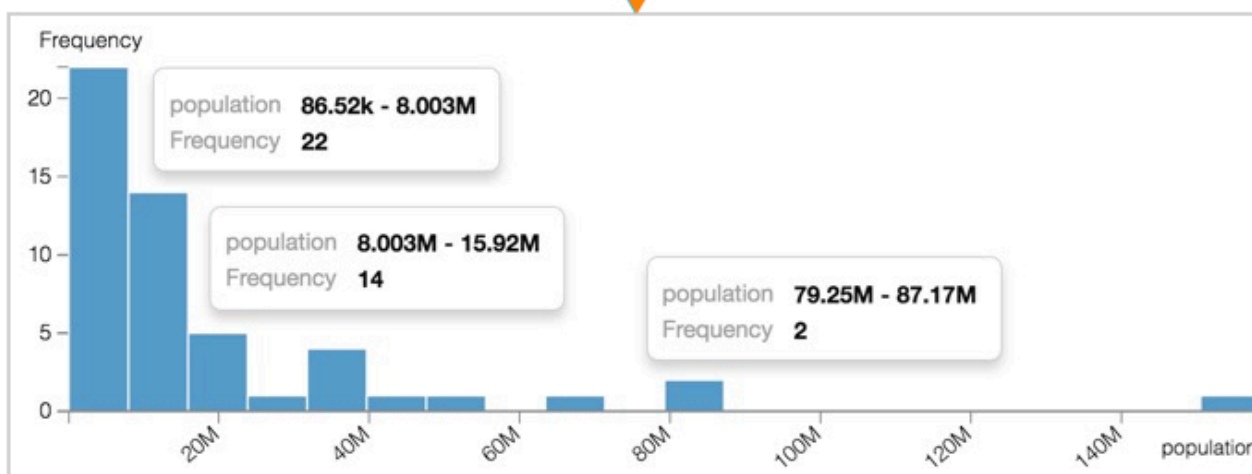 Frequency
20
15
10
5
0
population 86.52k - 8.003M
Frequency 22
population 8.003M - 15.92M
Frequency 14
population 79.25M - 87.17M
Frequency 2
20M 40M 60M 80M 100M 120M 140M
population